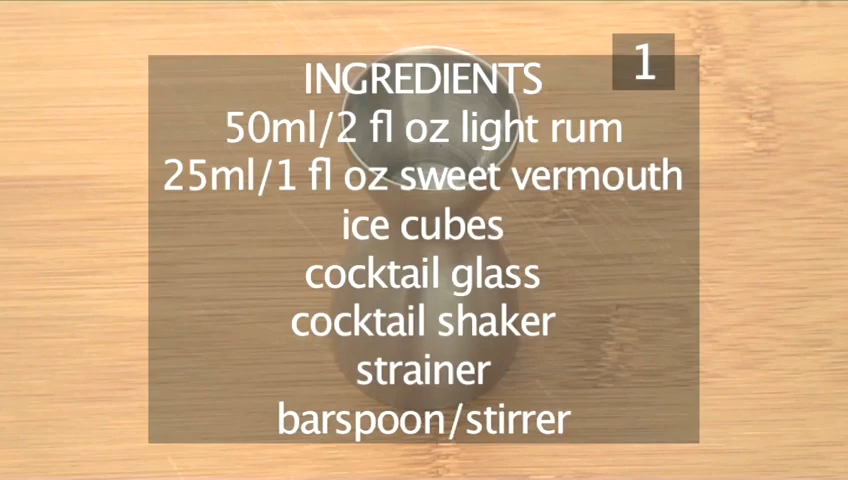 1
INGREDIENTS
50ml/2 fl oz light rum
25ml/1 fl oz sweet vermouth
ice cubes
cocktail glass
cocktail shaker
strainer
barspoon/stirrer